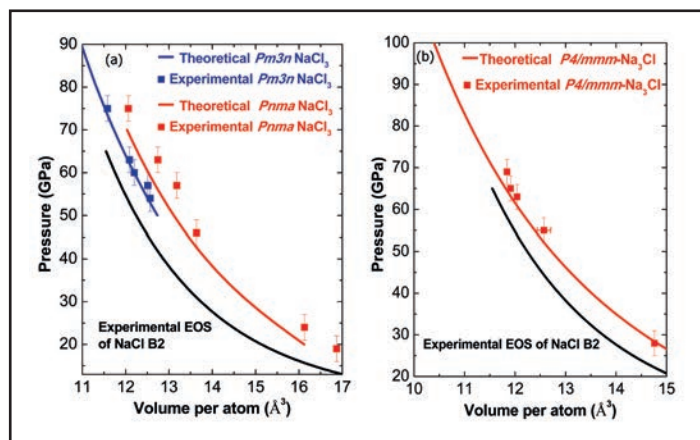 (a)
Theoretical Pm3n NaCl₃
Experimental Pm3n NaCl₃
Theoretical Pnma NaCl₃
Experimental Pnma NaCl₃
Experimental EOS
of NaCl B2
Pressure (GPa)
90
80
70
60
50
40
30
20
11 12 13 14 15 16 17
Volume per atom (Å³)
(b)
Theoretical P4/mmm-Na₃Cl
Experimental P4/mmm-Na₃Cl
Experimental EOS of NaCl B2
Pressure (GPa)
100
90
80
70
60
50
40
30
20
10 11 12 13 14 15
Volume per atom (Å³)